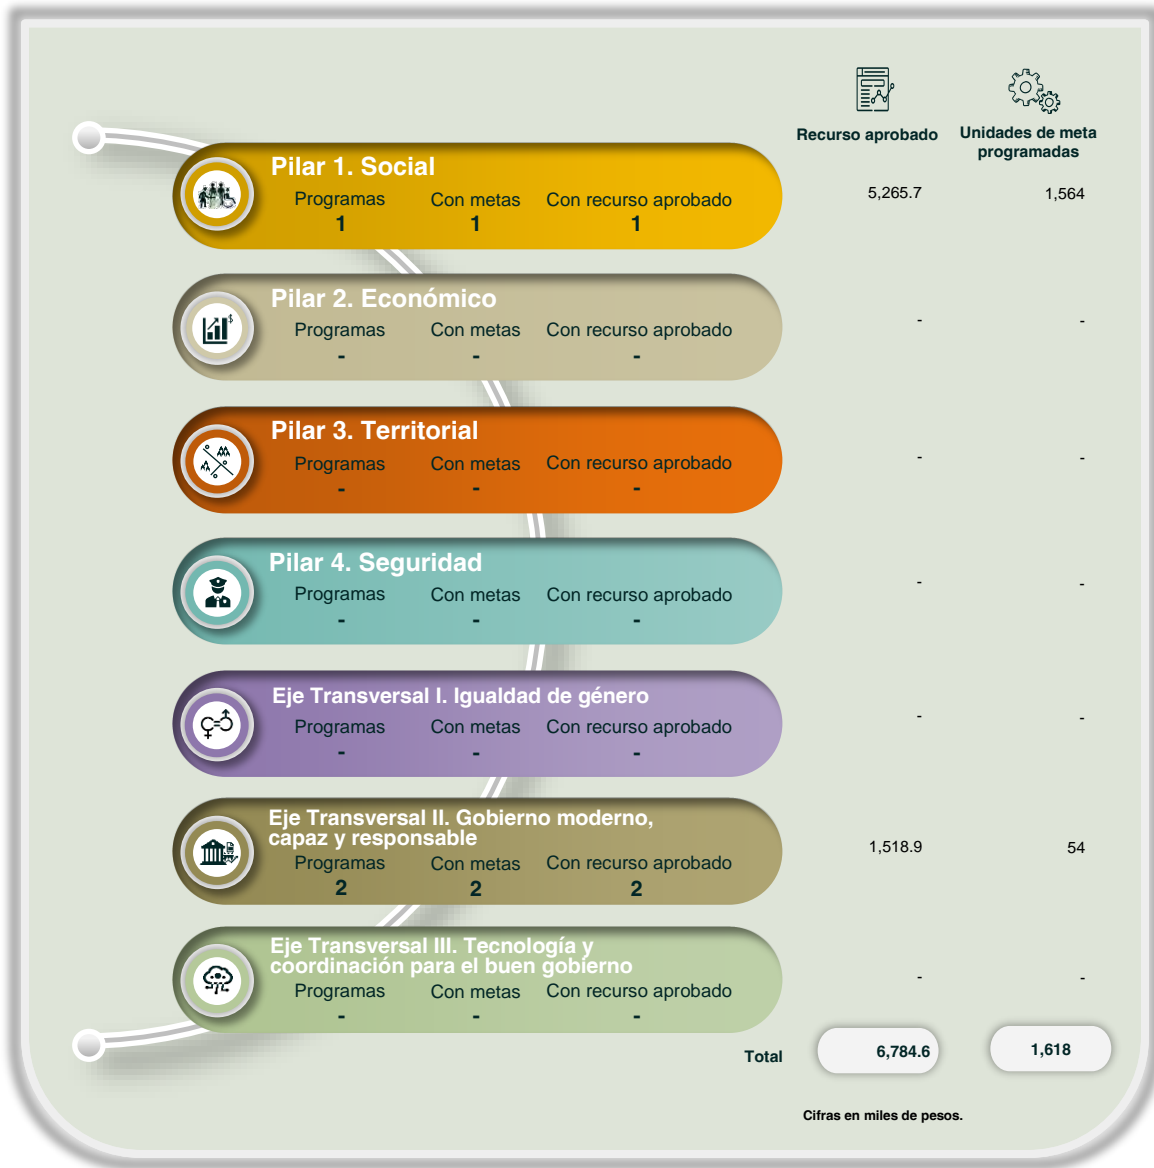 Recurso aprobado
Unidades de meta
programadas
Pilar 1. Social
Programas Con metas Con recurso aprobado
1 1 1
5,265.7 1,564
Pilar 2. Económico
Programas Con metas Con recurso aprobado
- - -
- -
Pilar 3. Territorial
Programas Con metas Con recurso aprobado
- - -
- -
Pilar 4. Seguridad
Programas Con metas Con recurso aprobado
- - -
- -
Eje Transversal I. Igualdad de género
Programas Con metas Con recurso aprobado
- - -
- -
Eje Transversal II. Gobierno moderno,
capaz y responsable
Programas Con metas Con recurso aprobado
2 2 2
1,518.9 54
Eje Transversal III. Tecnología y
coordinación para el buen gobierno
Programas Con metas Con recurso aprobado
- - -
- -
Total 6,784.6 1,618
Cifras en miles de pesos.